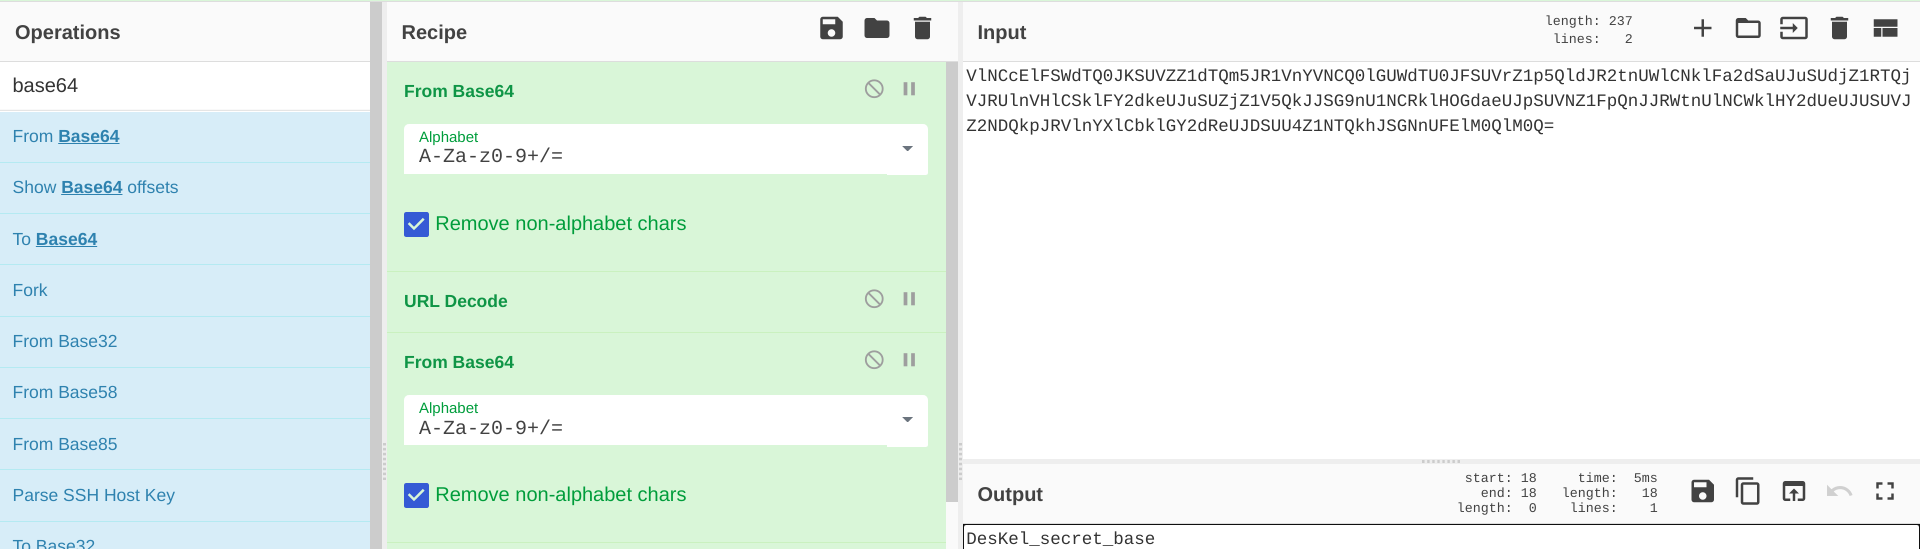 Operations
base64
From Base64
Show Base64 offsets
To Base64
Fork
From Base32
From Base58
From Base85
Parse SSH Host Key
To Base32
Recipe
From Base64
Alphabet
A-Za-z0-9+/=
Remove non-alphabet chars
URL Decode
From Base64
Alphabet
A-Za-z0-9+/=
Remove non-alphabet chars
Input
length: 237
lines: 2
VlNCcElFSWdTQ0JKSUVZZ1dTQm5JR1VnYVNCQ0lGUWdTU0JFSUVrZ1p5QldJR2tnUWlCNklFa2dSaUJuSUdjZ1RTQj
VJRUlnVHlCSklFY2dkeUJuSUZjZ1V5QkJJSG9nU1NCRklHOGdaeUJpSUVNZ1FpQnJJRWtnUlNCWklHY2dUeUJUSUVJ
Z2NDQkpJRVlnYXlCbklGY2dReUJDSUU4Z1NTQkhJSGNnUFElM0QlM0Q=
Output
start: 18
end: 18
length: 0
time: 5ms
length: 18
lines: 1
DesKel_secret_base